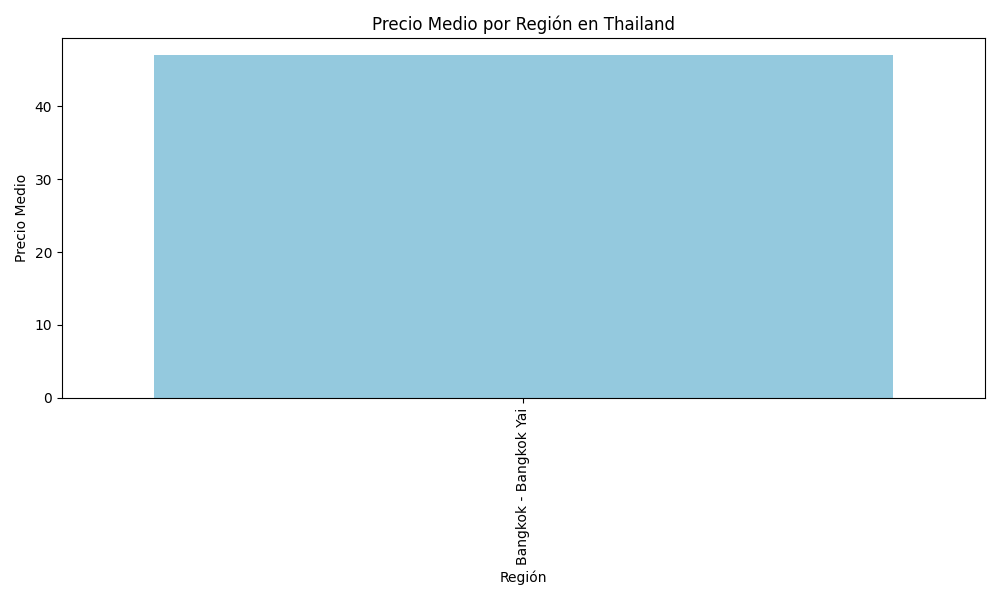 Precio Medio por Región en Thailand
Precio Medio
40
30
20
10
0
Bangkok - Bangkok Yai
Región